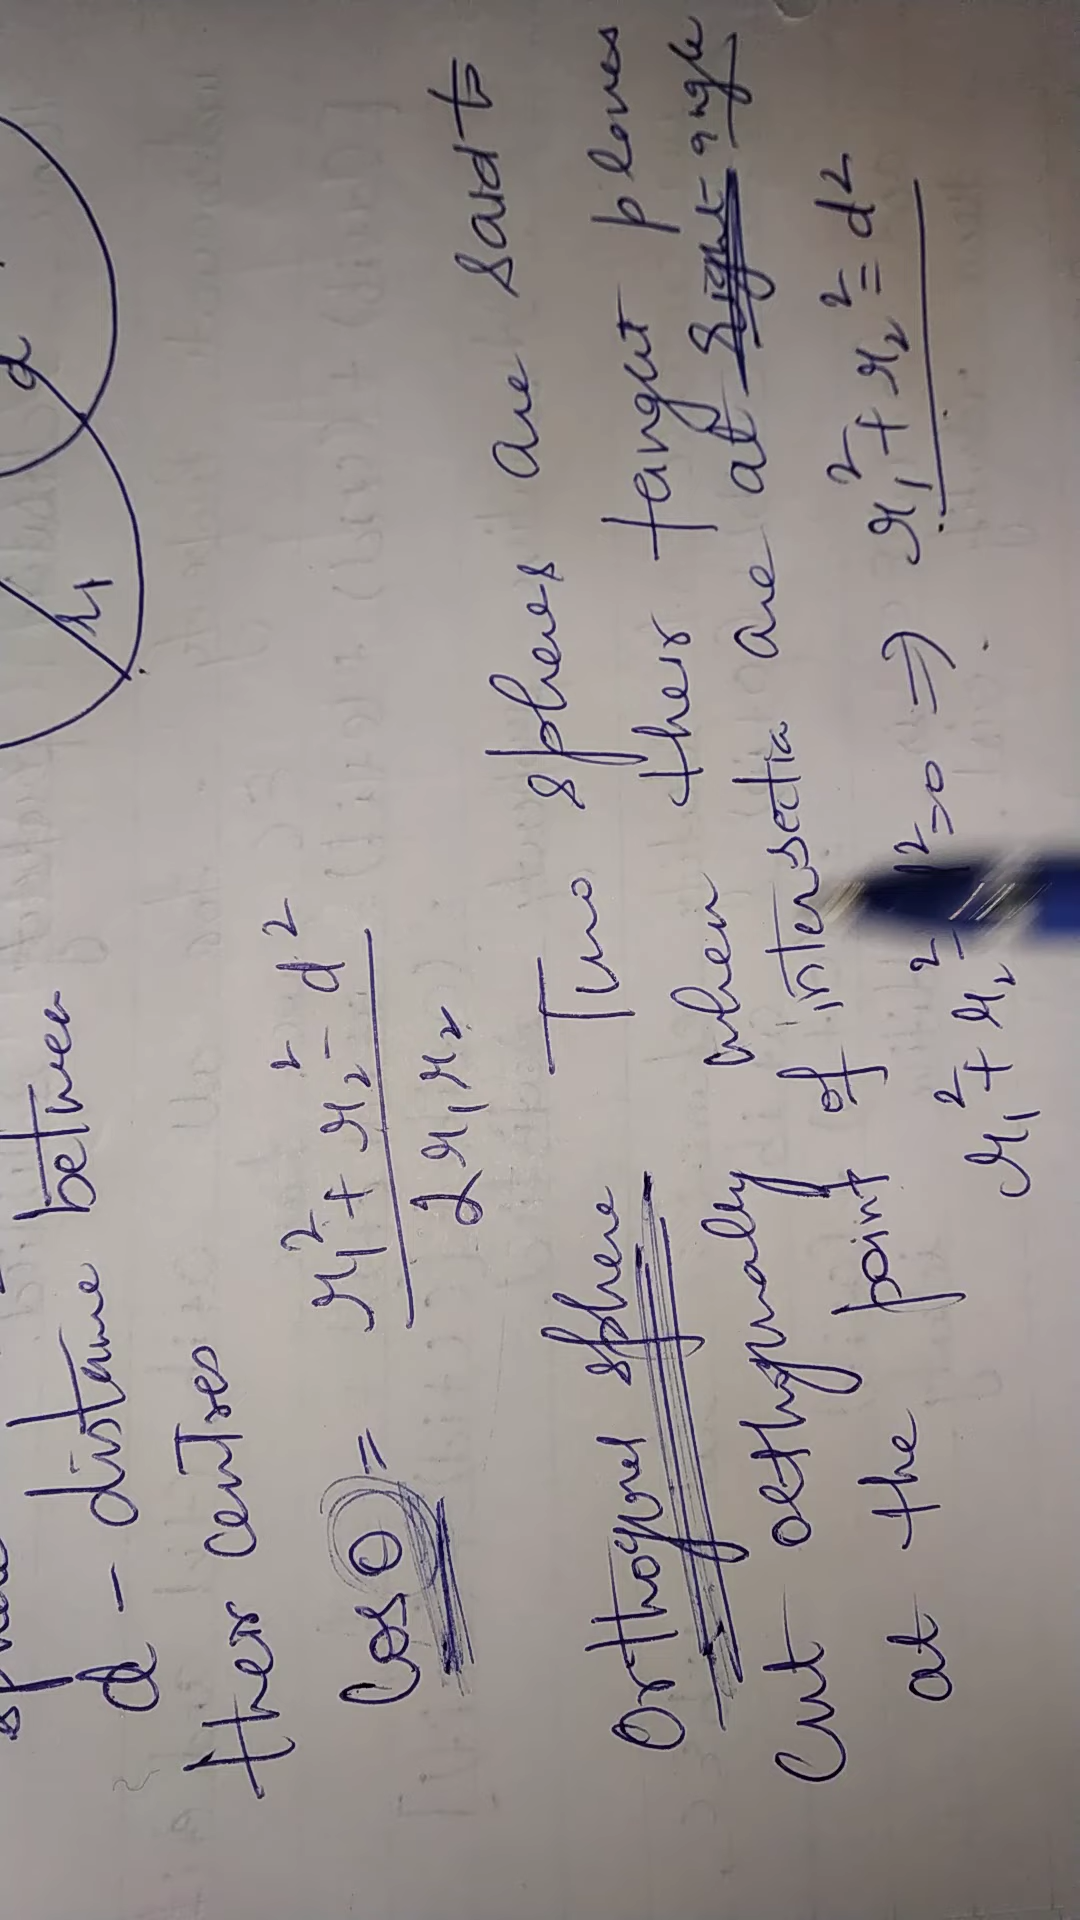 r₁
d
d - distance between
their centres
Cos θ = r₁² + r₂² - d² / 2r₁r₂
Orthogonal sphere Two spheres are said to
Cut orthogonally when their tangent planes
at the point of intersection are at right angle
r₁² + r₂² - d² = 0 ⇒ r₁² + r₂² = d²